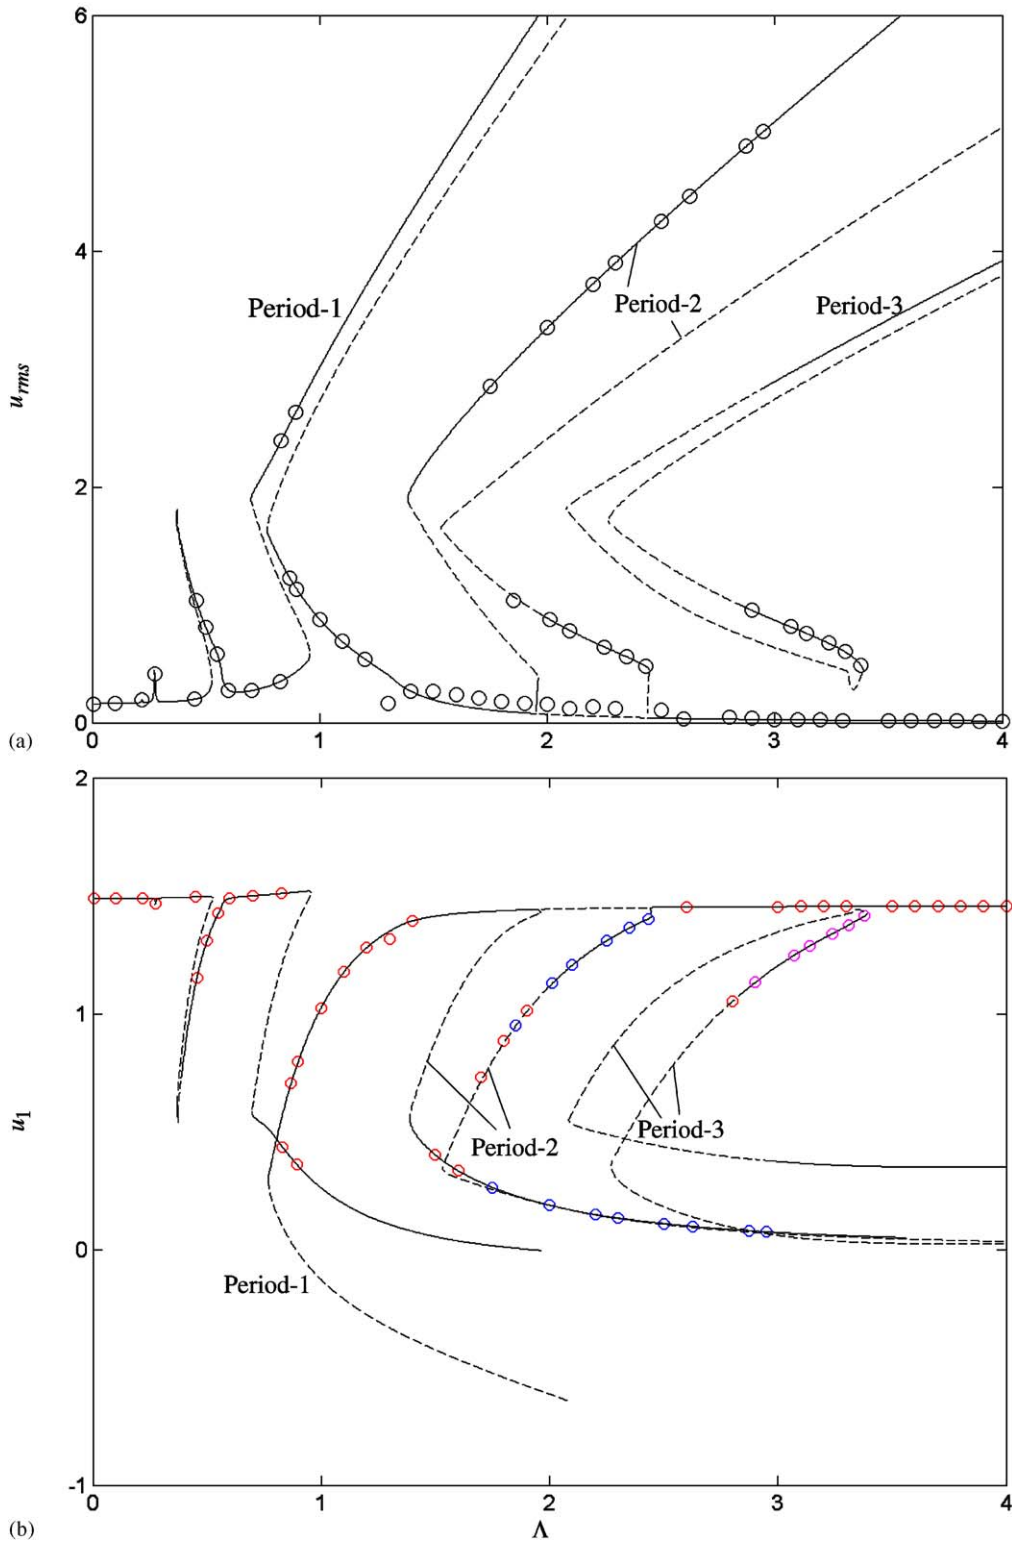 6
4
2
0
u_rms
Period-1
Period-2
Period-3
(a)
0 1 2 3 4
2
1
0
-1
u_1
Period-2
Period-3
Period-1
(b)
0 1 2 3 4
Λ